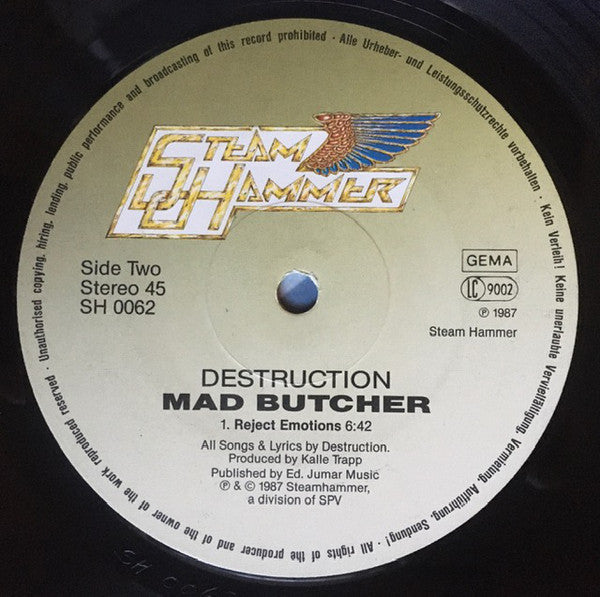 · Unauthorised copying, hiring, lending, public performance and broadcasting of this record prohibited · Alle Urheber- und Leistungsschutzrechte vorbehalten · Kein Verleih! Keine unerlaubte Vervielfältigung, Vermietung, Aufführung, Sendung! · All rights of the producer and of the owner of the work reproduced reserved
STEAM
HAMMER
Side Two
Stereo 45
SH 0062
GEMA
LC 9002
℗ 1987
Steam Hammer
DESTRUCTION
MAD BUTCHER
1. Reject Emotions 6:42
All Songs & Lyrics by Destruction.
Produced by Kalle Trapp
Published by Ed. Jumar Music
℗ & © 1987 Steamhammer,
a division of SPV